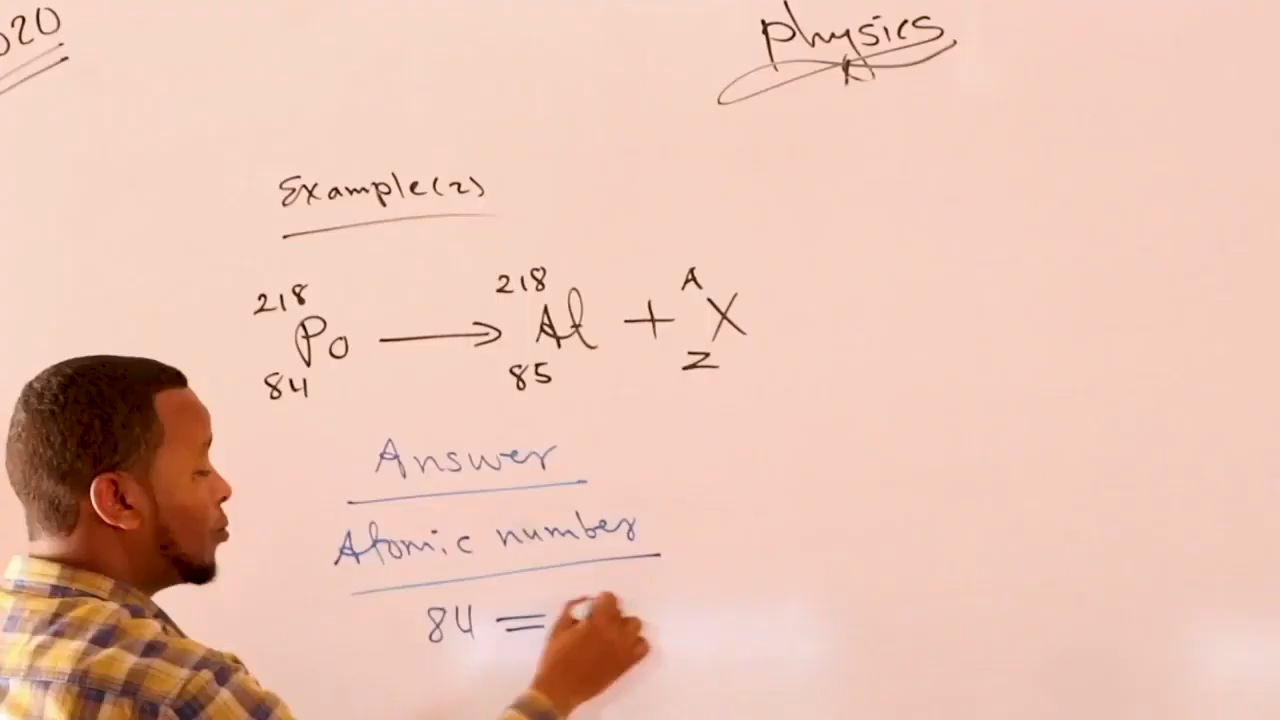 020
physics
Example(2)
218 218 A
Po → At + X
84 85 Z
Answer
Atomic number
84 =